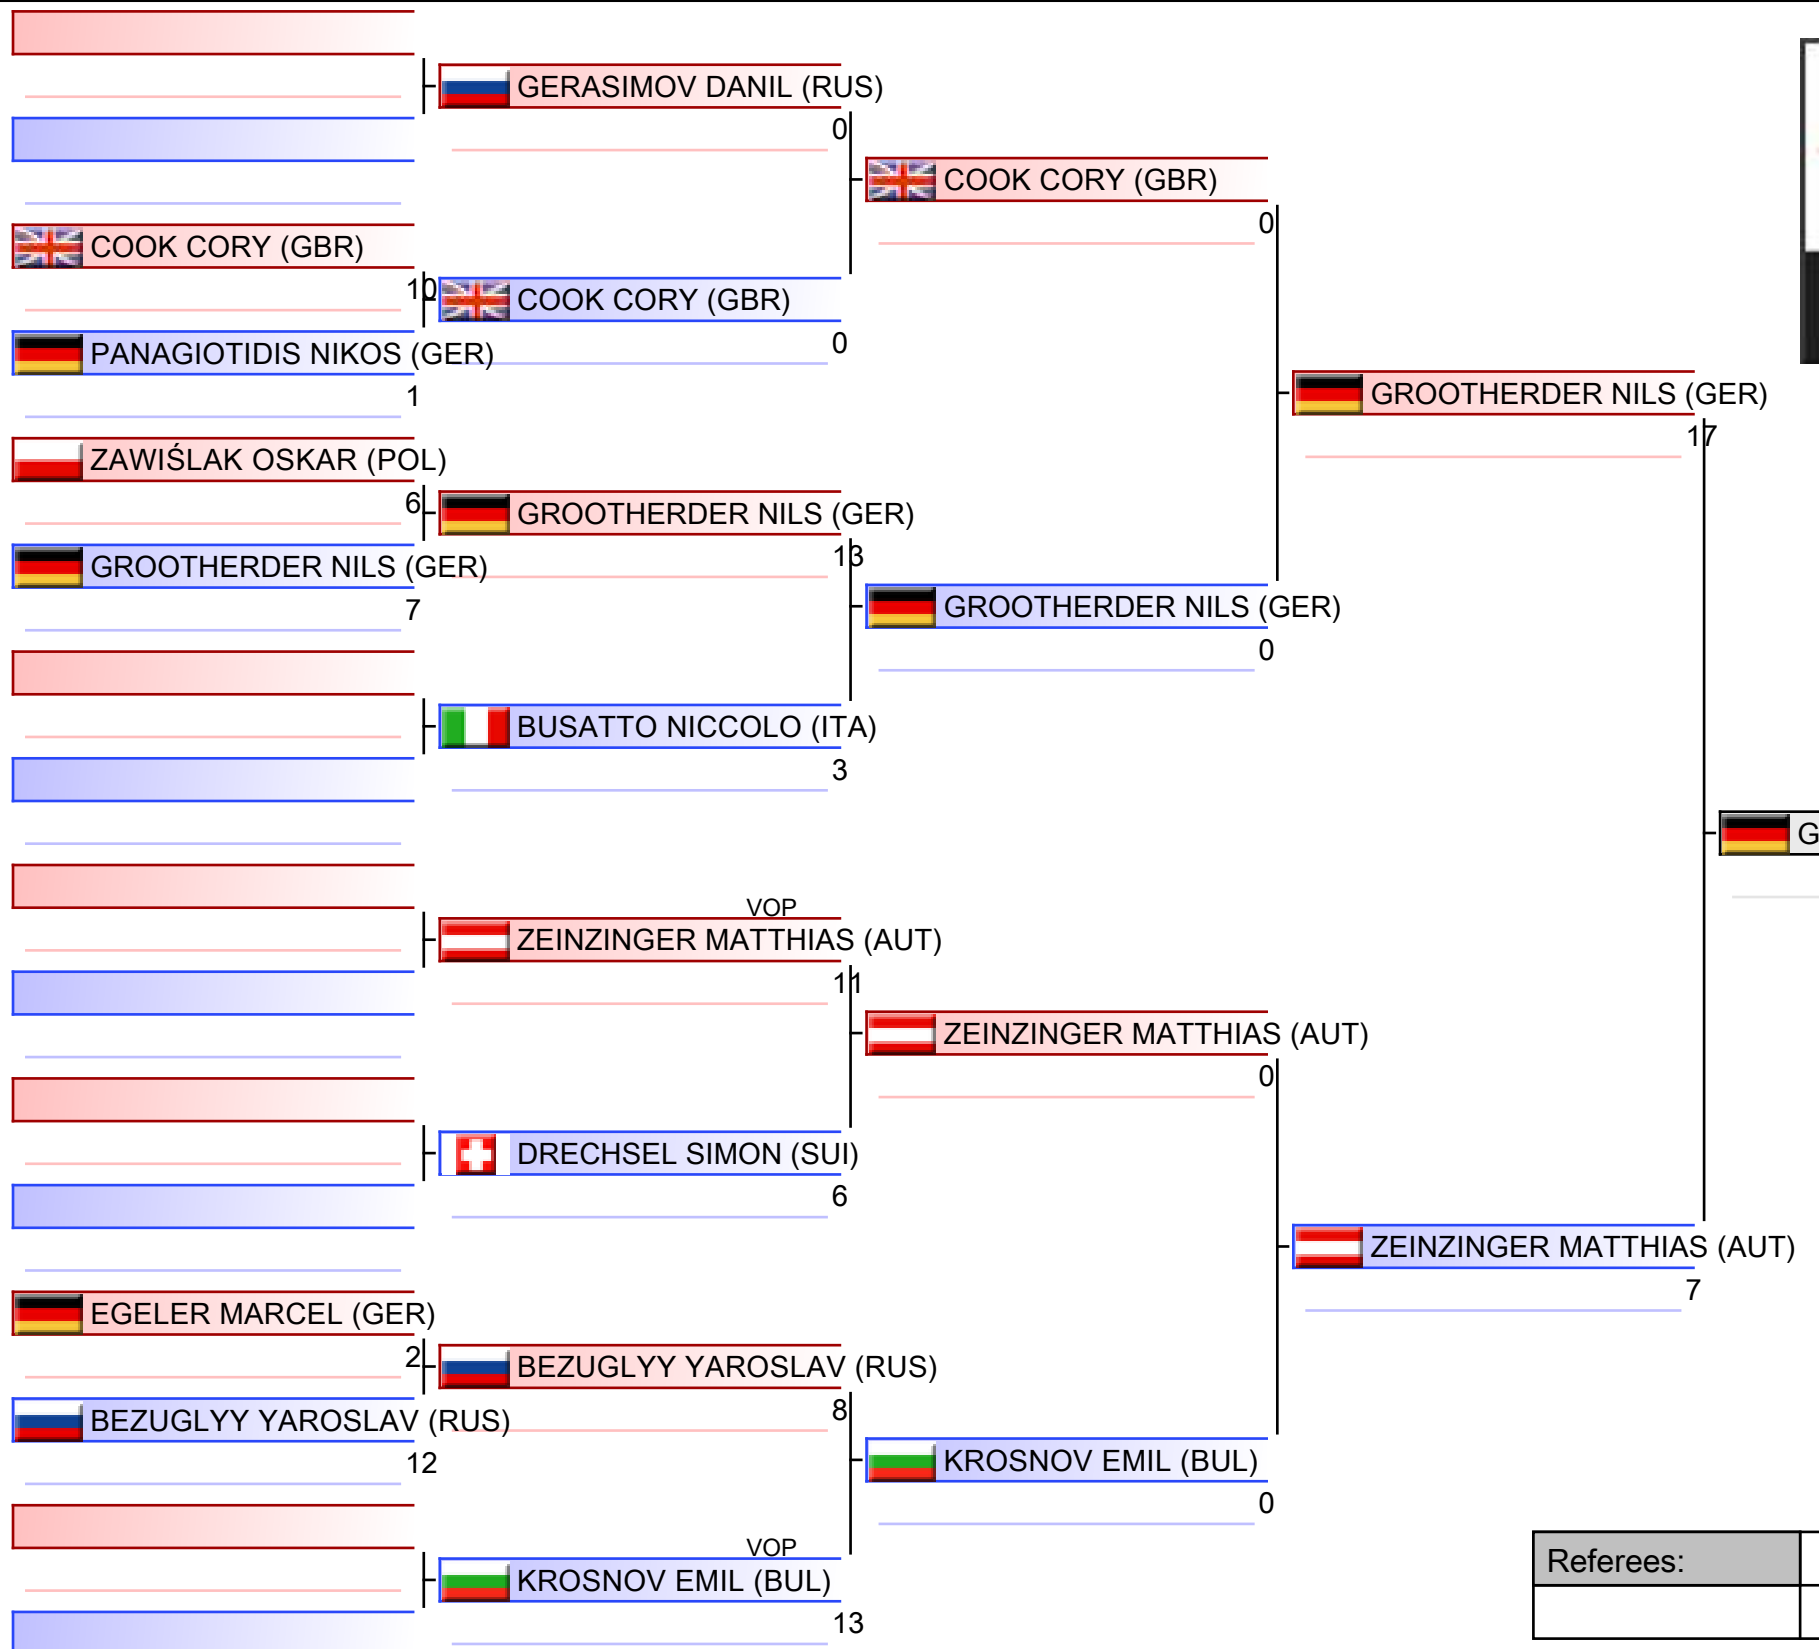 GERASIMOV DANIL (RUS)
0
COOK CORY (GBR)
0
COOK CORY (GBR)
10
COOK CORY (GBR)
0
PANAGIOTIDIS NIKOS (GER)
1
GROOTHERDER NILS (GER)
17
ZAWIŚLAK OSKAR (POL)
6
GROOTHERDER NILS (GER)
13
GROOTHERDER NILS (GER)
7
GROOTHERDER NILS (GER)
0
BUSATTO NICCOLO (ITA)
3
G
VOP
ZEINZINGER MATTHIAS (AUT)
11
ZEINZINGER MATTHIAS (AUT)
0
DRECHSEL SIMON (SUI)
6
ZEINZINGER MATTHIAS (AUT)
7
EGELER MARCEL (GER)
2
BEZUGLYY YAROSLAV (RUS)
8
BEZUGLYY YAROSLAV (RUS)
12
KROSNOV EMIL (BUL)
0
VOP
KROSNOV EMIL (BUL)
13
Referees: